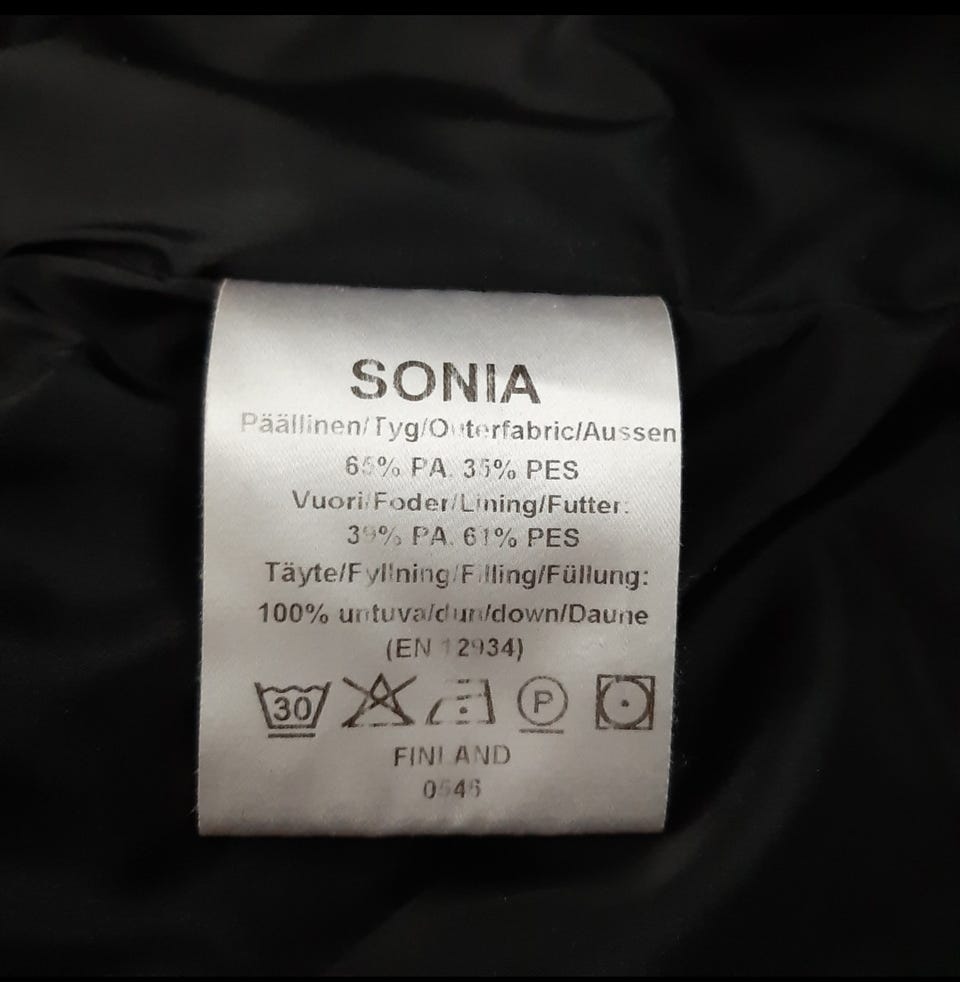 SONIA
Päällinen/Tyg/Outerfabric/Aussen
65% PA. 35% PES
Vuori/Foder/Lining/Futter:
39% PA. 61% PES
Täyte/Fyllning/Filling/Füllung:
100% untuva/dun/down/Daune
(EN 12934)
30 P
FINLAND
0546